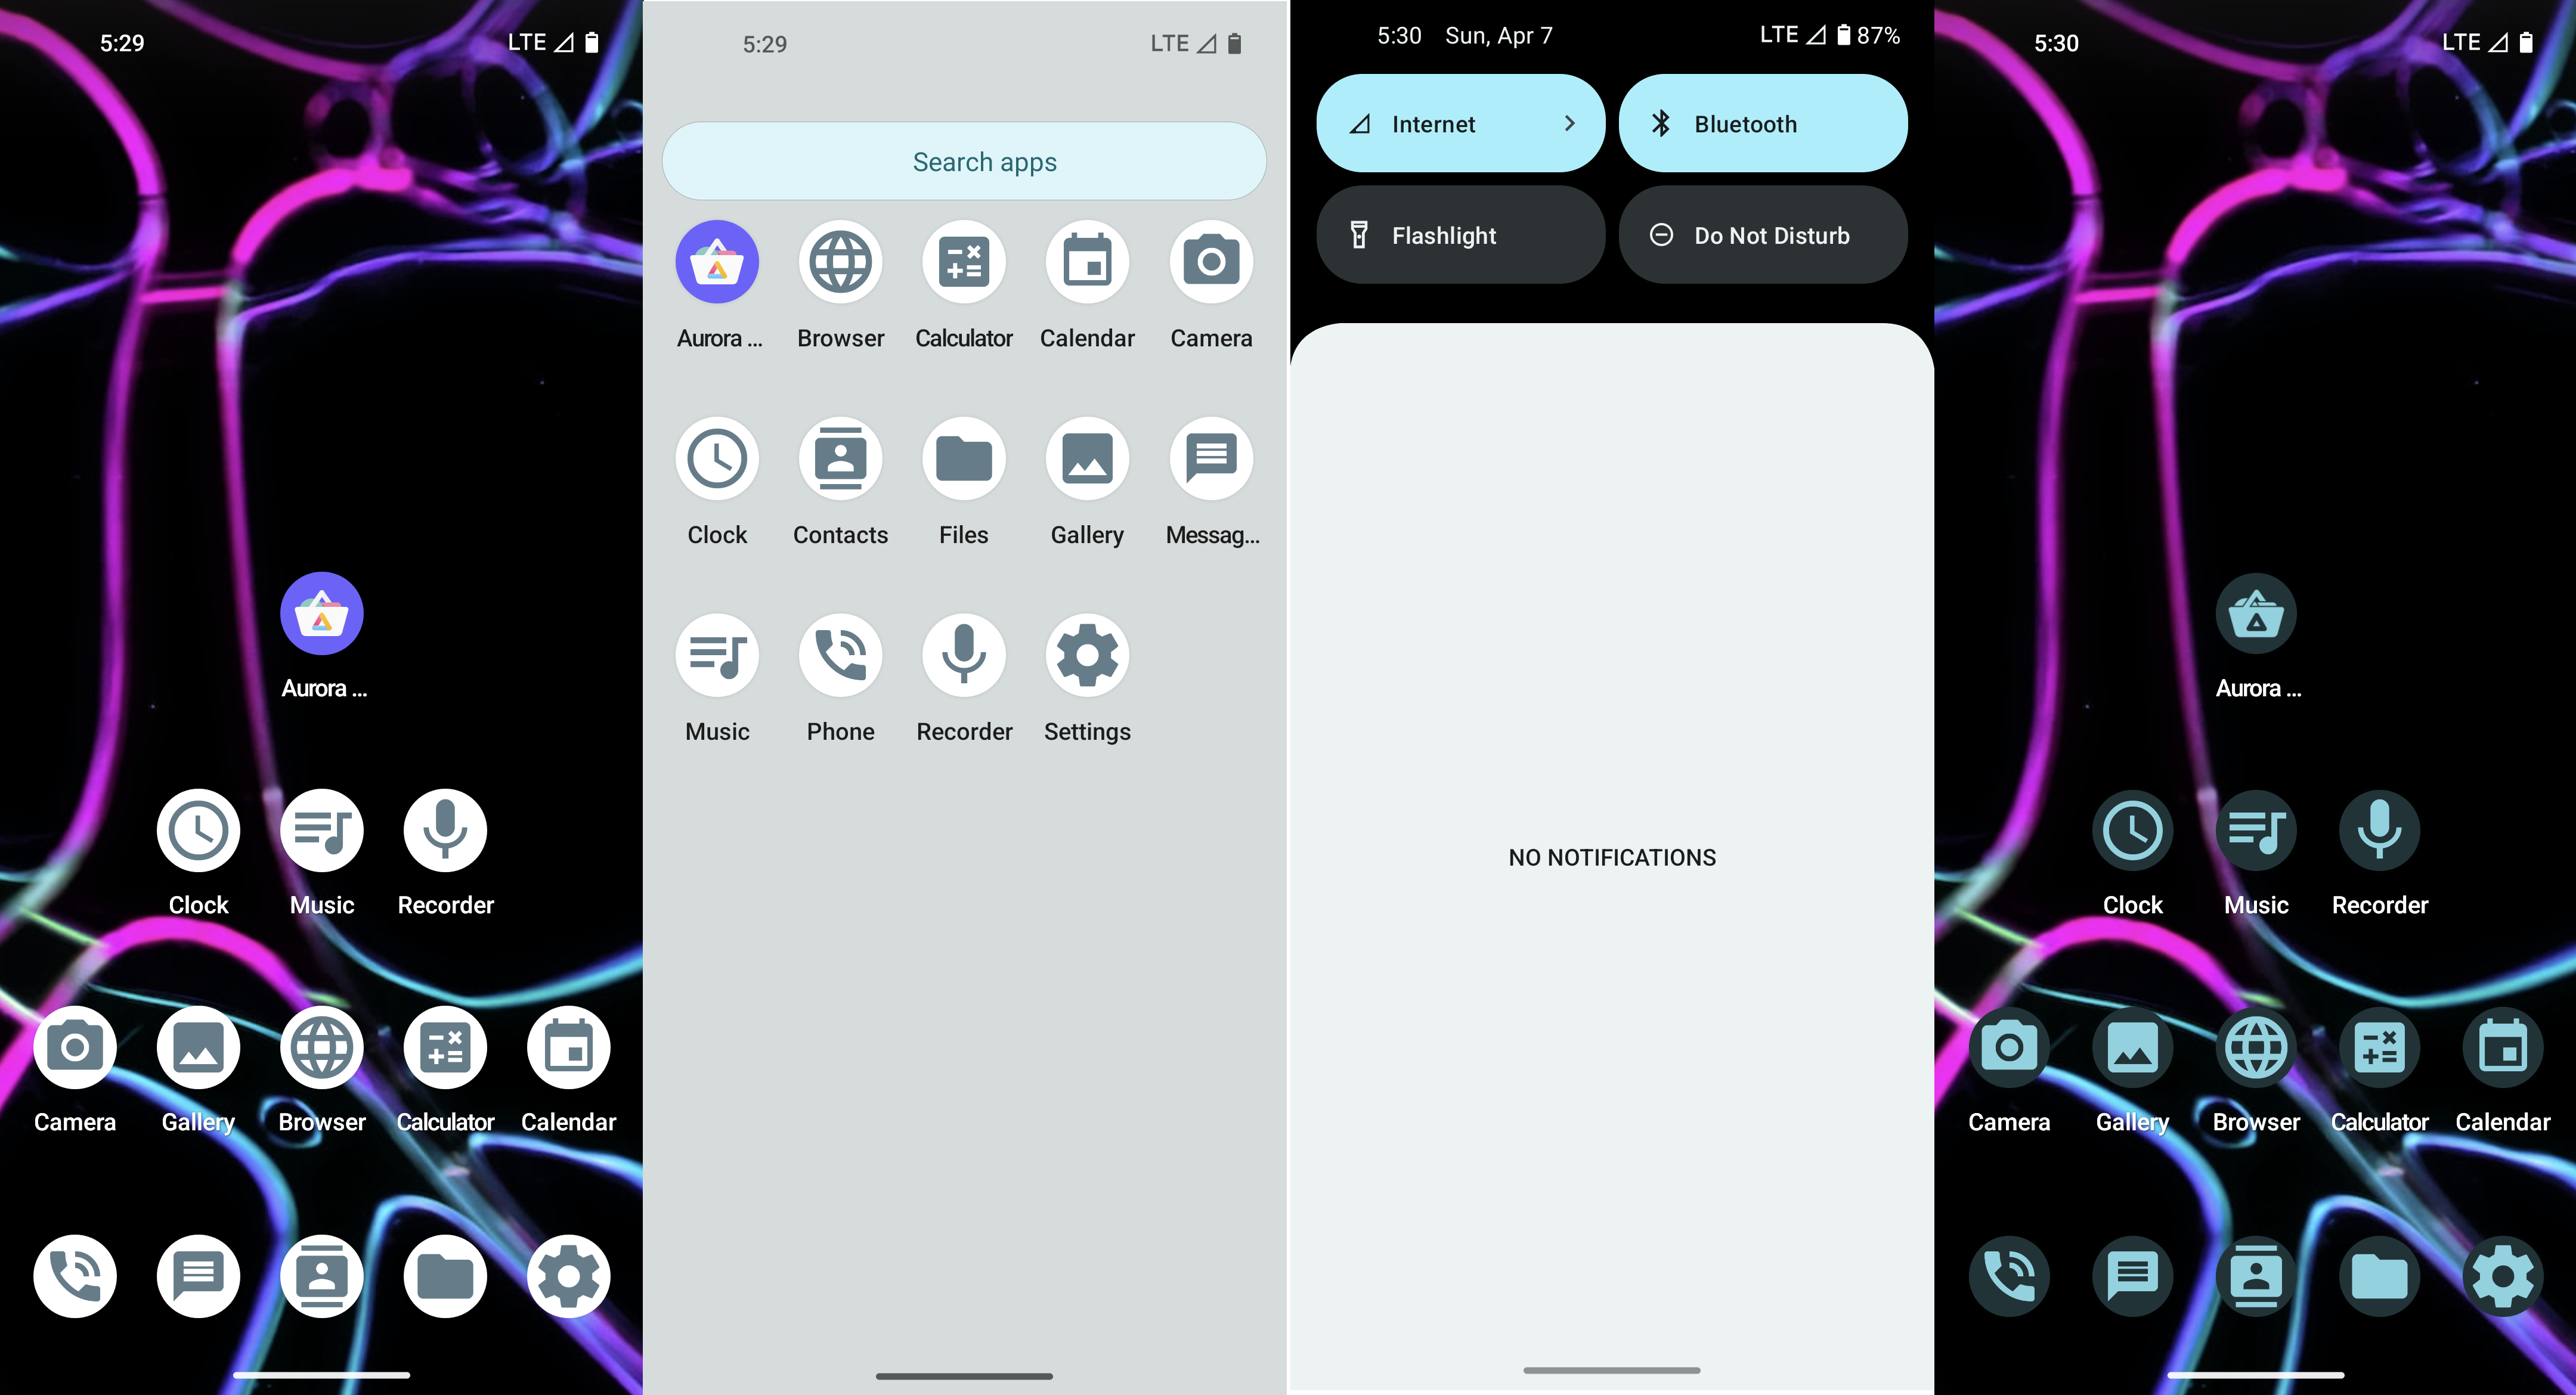 5:29
LTE
Aurora ...
Clock Music Recorder
Camera Gallery Browser Calculator Calendar
5:29
LTE
Search apps
Aurora ... Browser Calculator Calendar Camera
Clock Contacts Files Gallery Messag...
Music Phone Recorder Settings
5:30 Sun, Apr 7
LTE 87%
Internet
Bluetooth
Flashlight
Do Not Disturb
NO NOTIFICATIONS
5:30
LTE
Aurora ...
Clock Music Recorder
Camera Gallery Browser Calculator Calendar